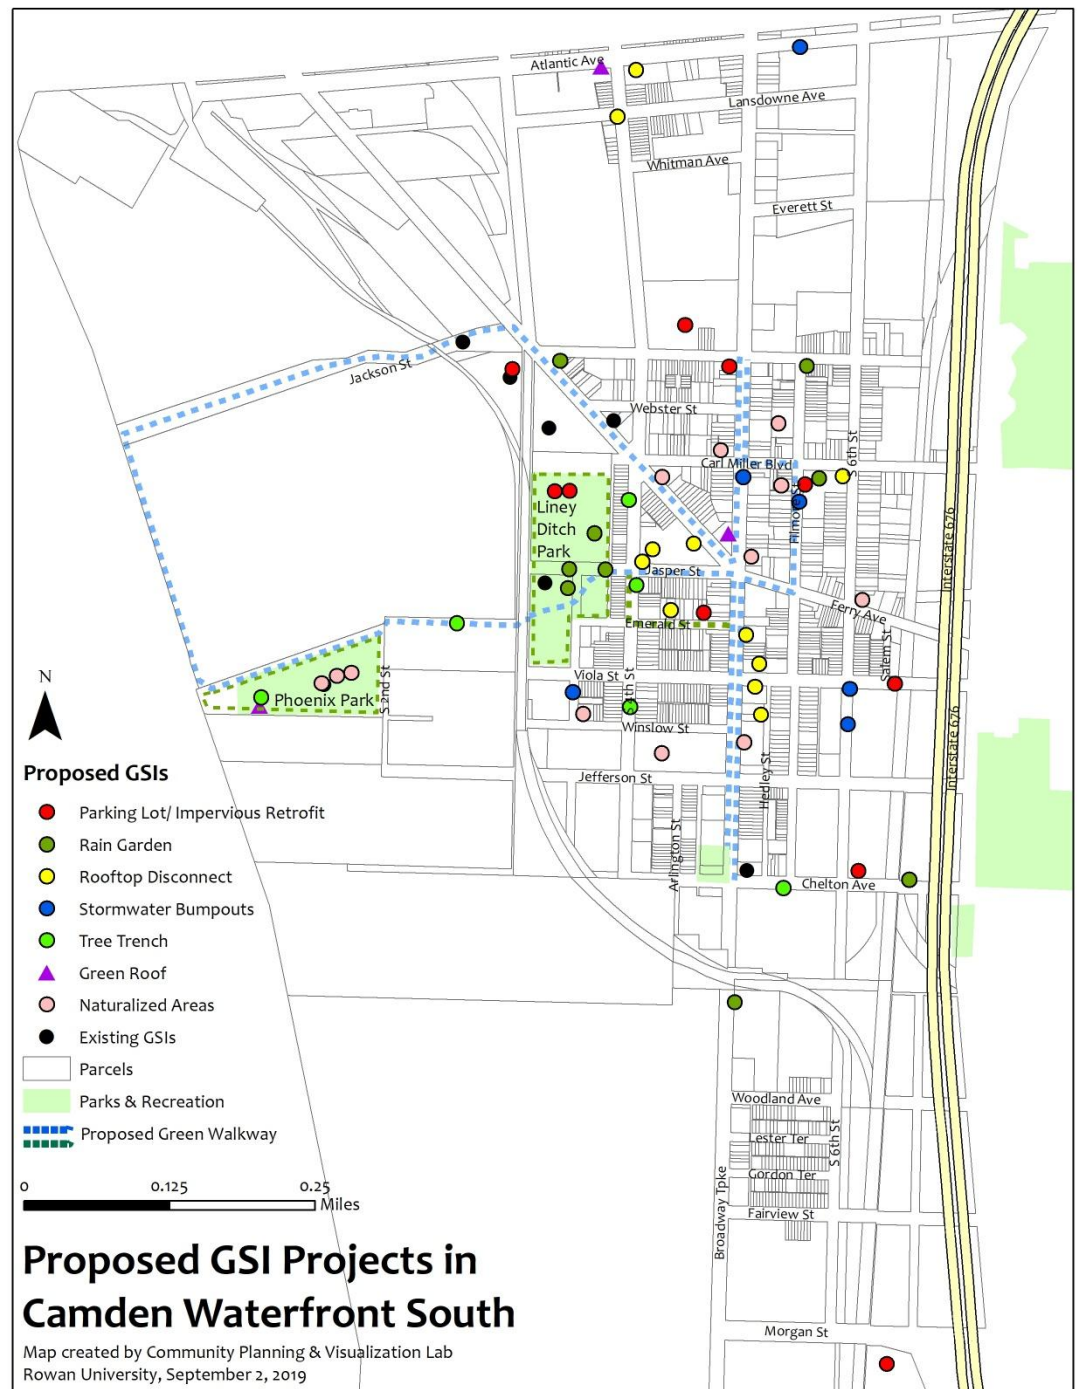 Atlantic Ave
Lansdowne Ave
Whitman Ave
Everett St
Jackson St
Webster St
Carl Miller Blvd
S 6th St
Filmore St
Liney
Ditch
Park
Jasper St
Interstate 676
Ferry Ave
Emerald St
Salem St
Viola St
S 4th St
Phoenix Park
S 2nd St
Winslow St
Interstate 676
Jefferson St
Hedley St
Arlington St
Chelton Ave
N
Proposed GSIs
Parking Lot/ Impervious Retrofit
Rain Garden
Rooftop Disconnect
Stormwater Bumpouts
Tree Trench
Green Roof
Naturalized Areas
Existing GSIs
Parcels
Parks & Recreation
Proposed Green Walkway
0 0.125 0.25
Miles
Woodland Ave
Lester Ter
S 6th St
Gordon Ter
Broadway Tpke
Fairview St
Morgan St
Proposed GSI Projects in
Camden Waterfront South
Map created by Community Planning & Visualization Lab
Rowan University, September 2, 2019